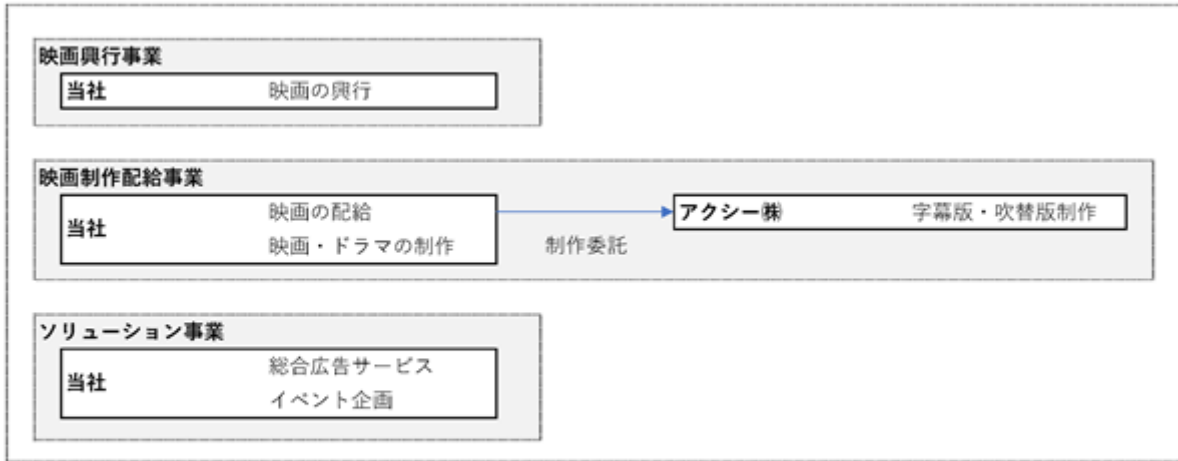 映画興行事業
当社 映画の興行
映画制作配給事業
当社 映画の配給
映画・ドラマの制作
制作委託
アクシー㈱ 字幕版・吹替版制作
ソリューション事業
当社 総合広告サービス
イベント企画